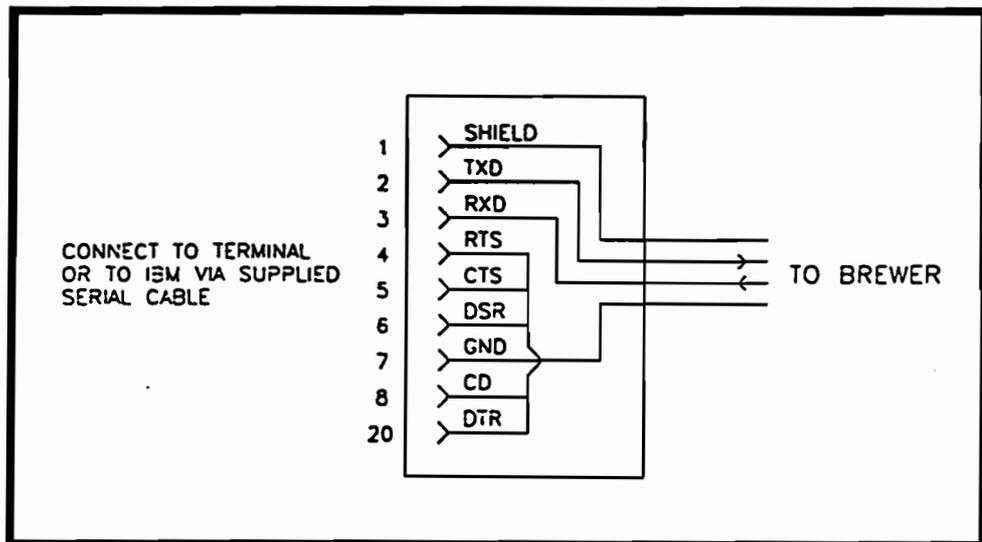 1 SHIELD
2 TXD
3 RXD
4 RTS
5 CTS
6 DSR
7 GND
8 CD
20 DTR
CONNECT TO TERMINAL
OR TO IBM VIA SUPPLIED
SERIAL CABLE
TO BREWER